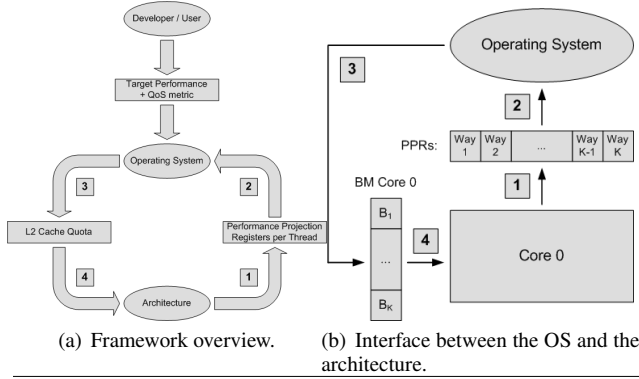 Developer / User
Target Performance
+ QoS metric
Operating System
3
2
L2 Cache Quota
Performance Projection
Registers per Thread
4
1
Architecture
(a) Framework overview.
Operating System
3
2
PPRs:
Way
1
Way
2
...
Way
K-1
Way
K
BM Core 0
1
B1
...
BK
4
Core 0
(b) Interface between the OS and the
architecture.